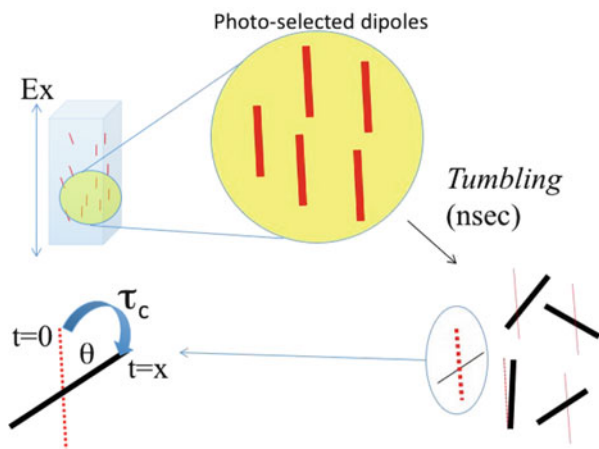 Photo-selected dipoles
Ex
Tumbling
(nsec)
τc
t=0
θ
t=x